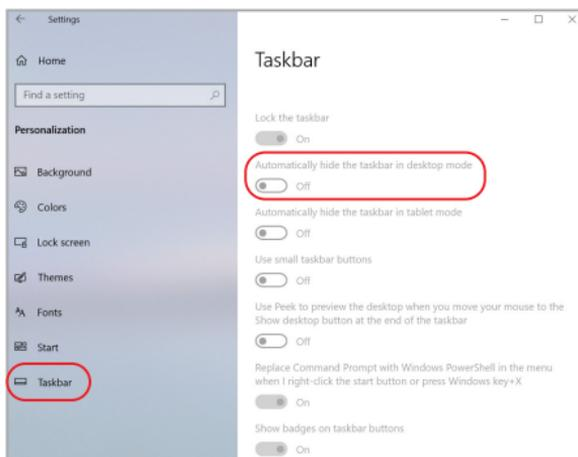 Settings
Home
Find a setting
Personalization
Background
Colors
Lock screen
Themes
Fonts
Start
Taskbar
Taskbar
Lock the taskbar
On
Automatically hide the taskbar in desktop mode
Off
Automatically hide the taskbar in tablet mode
Off
Use small taskbar buttons
Off
Use Peek to preview the desktop when you move your mouse to the
Show desktop button at the end of the taskbar
Off
Replace Command Prompt with Windows PowerShell in the menu
when I right-click the start button or press Windows key+X
On
Show badges on taskbar buttons
On